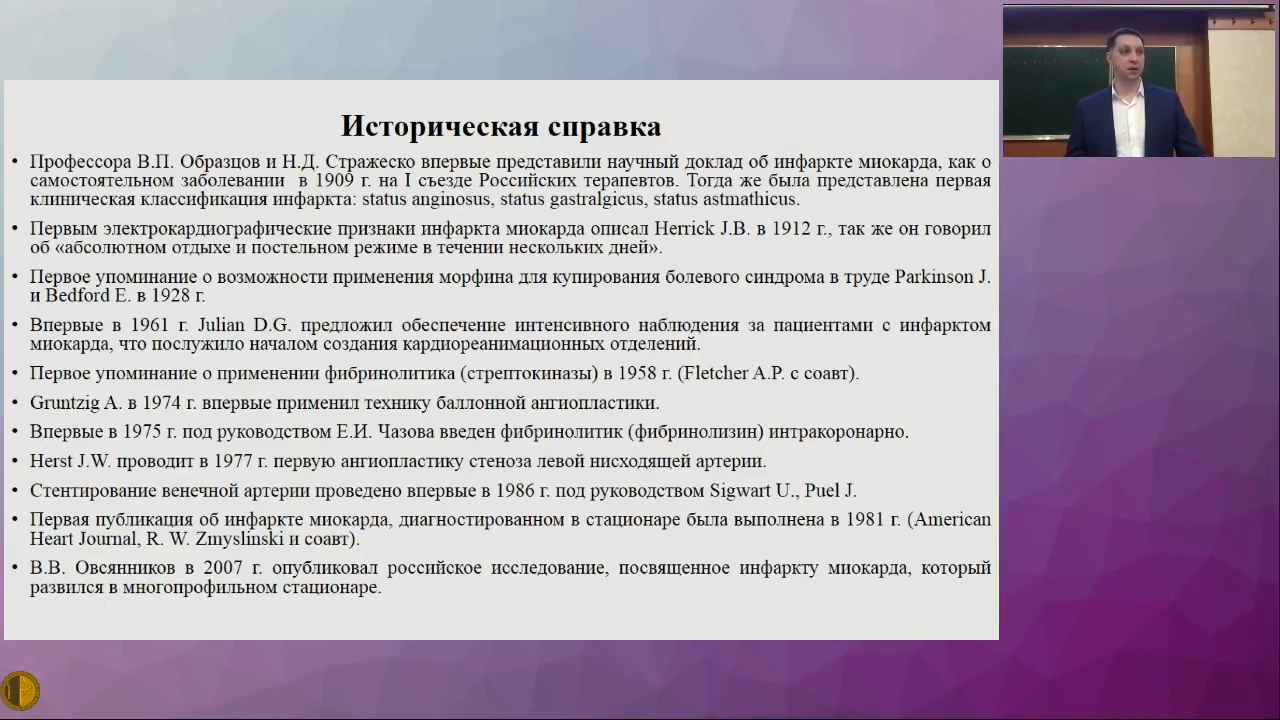 Историческая справка
• Профессора В.П. Образцов и Н.Д. Стражеско впервые представили научный доклад об инфаркте миокарда, как о
самостоятельном заболевании в 1909 г. на I съезде Российских терапевтов. Тогда же была представлена первая
клиническая классификация инфаркта: status anginosus, status gastralgicus, status astmathicus.
• Первым электрокардиографические признаки инфаркта миокарда описал Herrick J.B. в 1912 г., так же он говорил
об «абсолютном отдыхе и постельном режиме в течении нескольких дней».
• Первое упоминание о возможности применения морфина для купирования болевого синдрома в труде Parkinson J.
и Bedford E. в 1928 г.
• Впервые в 1961 г. Julian D.G. предложил обеспечение интенсивного наблюдения за пациентами с инфарктом
миокарда, что послужило началом создания кардиореанимационных отделений.
• Первое упоминание о применении фибринолитика (стрептокиназы) в 1958 г. (Fletcher A.P. с соавт).
• Gruntzig A. в 1974 г. впервые применил технику баллонной ангиопластики.
• Впервые в 1975 г. под руководством Е.И. Чазова введен фибринолитик (фибринолизин) интракоронарно.
• Herst J.W. проводит в 1977 г. первую ангиопластику стеноза левой нисходящей артерии.
• Стентирование венечной артерии проведено впервые в 1986 г. под руководством Sigwart U., Puel J.
• Первая публикация об инфаркте миокарда, диагностированном в стационаре была выполнена в 1981 г. (American
Heart Journal, R. W. Zmyslinski и соавт).
• В.В. Овсянников в 2007 г. опубликовал российское исследование, посвященное инфаркту миокарда, который
развился в многопрофильном стационаре.